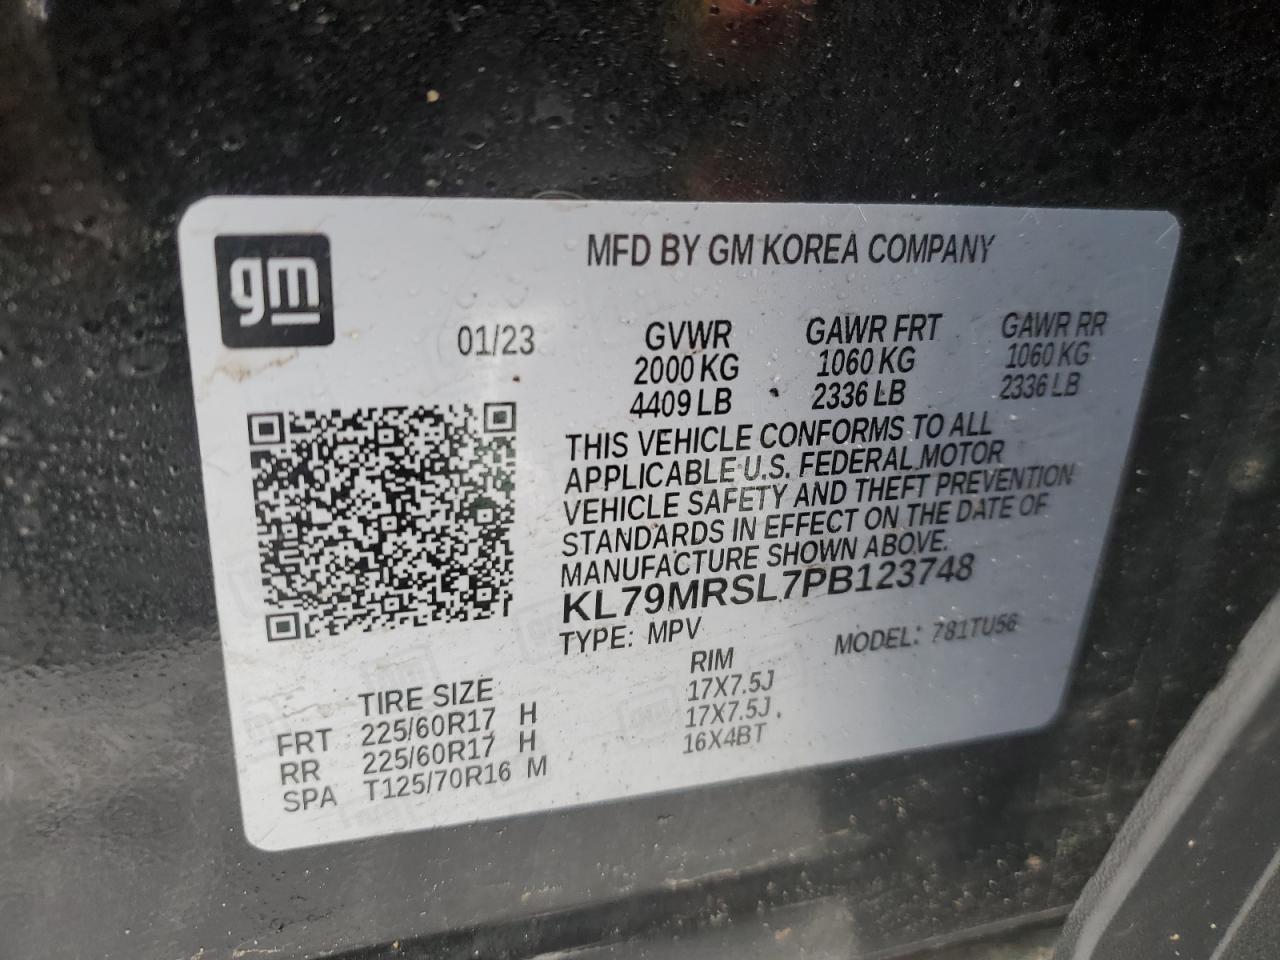 gm
MFD BY GM KOREA COMPANY
01/23
GVWR GAWR FRT GAWR RR
2000 KG 1060 KG 1060 KG
4409 LB 2336 LB 2336 LB
THIS VEHICLE CONFORMS TO ALL
APPLICABLE U.S. FEDERAL MOTOR
VEHICLE SAFETY AND THEFT PREVENTION
STANDARDS IN EFFECT ON THE DATE OF
MANUFACTURE SHOWN ABOVE.
KL79MRSL7PB123748
TYPE: MPV MODEL: 781TU56
TIRE SIZE RIM
FRT 225/60R17 H 17X7.5J
RR 225/60R17 H 17X7.5J
SPA T125/70R16 M 16X4BT